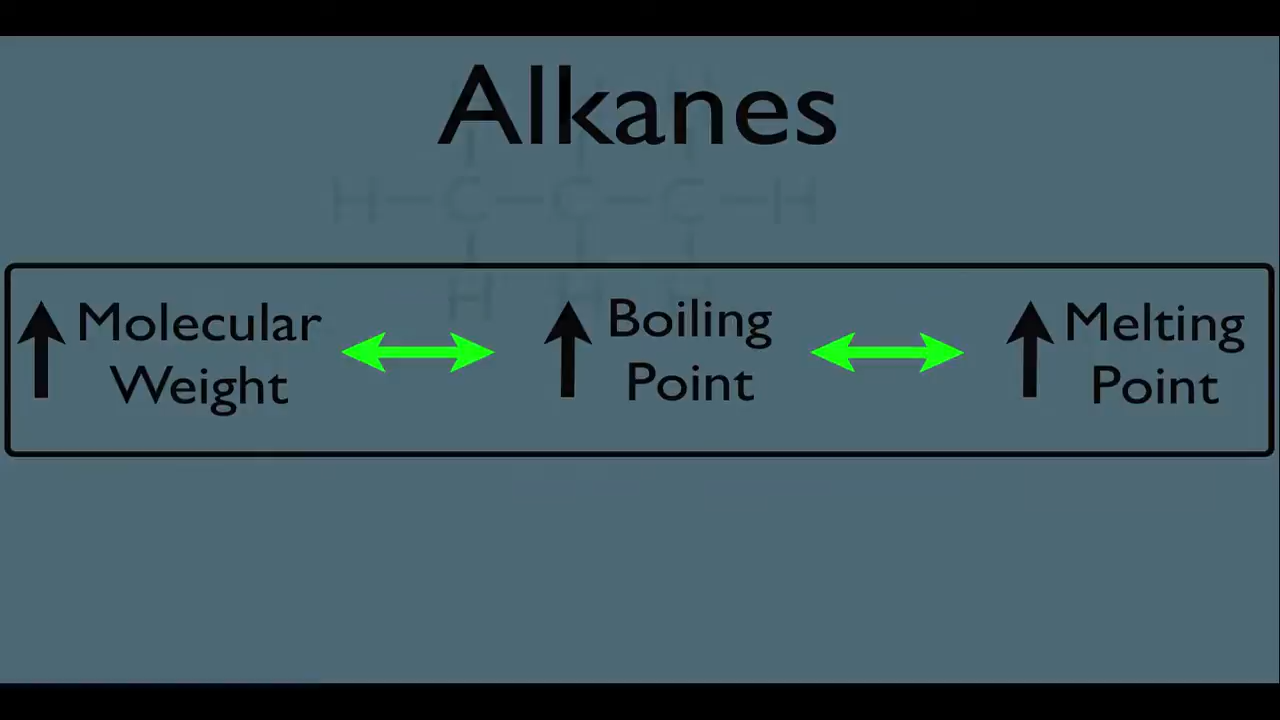 Alkanes
H C C C H
H H H
Molecular
Weight
Boiling
Point
Melting
Point